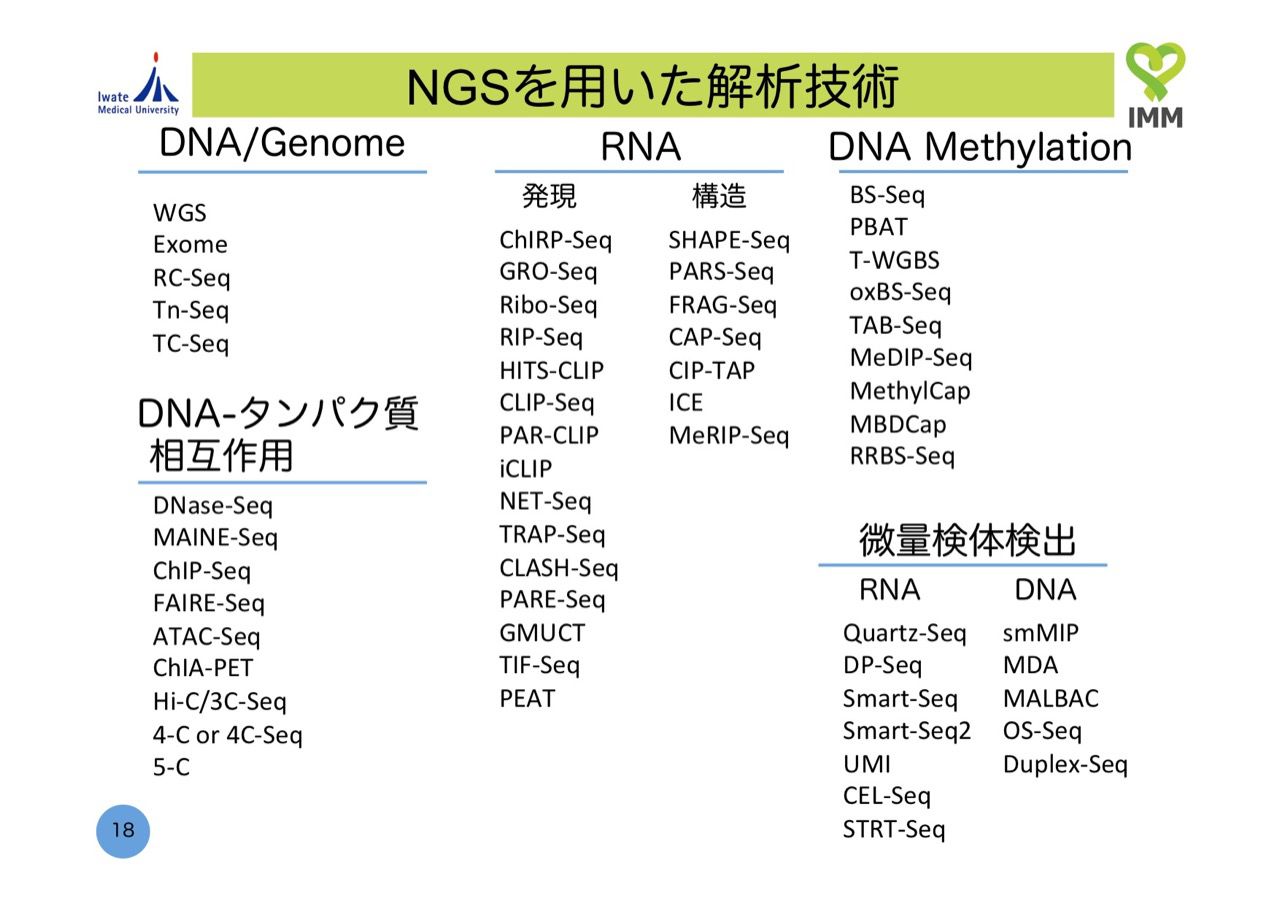 Iwate
Medical University
NGSを用いた解析技術
IMM
DNA/Genome
WGS
Exome
RC-Seq
Tn-Seq
TC-Seq
DNA-タンパク質
相互作用
DNase-Seq
MAINE-Seq
ChIP-Seq
FAIRE-Seq
ATAC-Seq
ChIA-PET
Hi-C/3C-Seq
4-C or 4C-Seq
5-C
RNA
発現
ChIRP-Seq
GRO-Seq
Ribo-Seq
RIP-Seq
HITS-CLIP
CLIP-Seq
PAR-CLIP
iCLIP
NET-Seq
TRAP-Seq
CLASH-Seq
PARE-Seq
GMUCT
TIF-Seq
PEAT
構造
SHAPE-Seq
PARS-Seq
FRAG-Seq
CAP-Seq
CIP-TAP
ICE
MeRIP-Seq
DNA Methylation
BS-Seq
PBAT
T-WGBS
oxBS-Seq
TAB-Seq
MeDIP-Seq
MethylCap
MBDCap
RRBS-Seq
微量検体検出
RNA
Quartz-Seq
DP-Seq
Smart-Seq
Smart-Seq2
UMI
CEL-Seq
STRT-Seq
DNA
smMIP
MDA
MALBAC
OS-Seq
Duplex-Seq
18